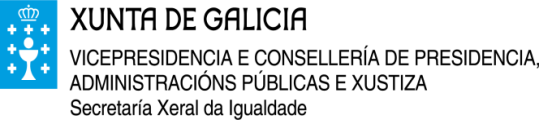 XUNTA DE GALICIA
VICEPRESIDENCIA E CONSELLERÍA DE PRESIDENCIA,
ADMINISTRACIÓNS PÚBLICAS E XUSTIZA
Secretaría Xeral da Igualdade